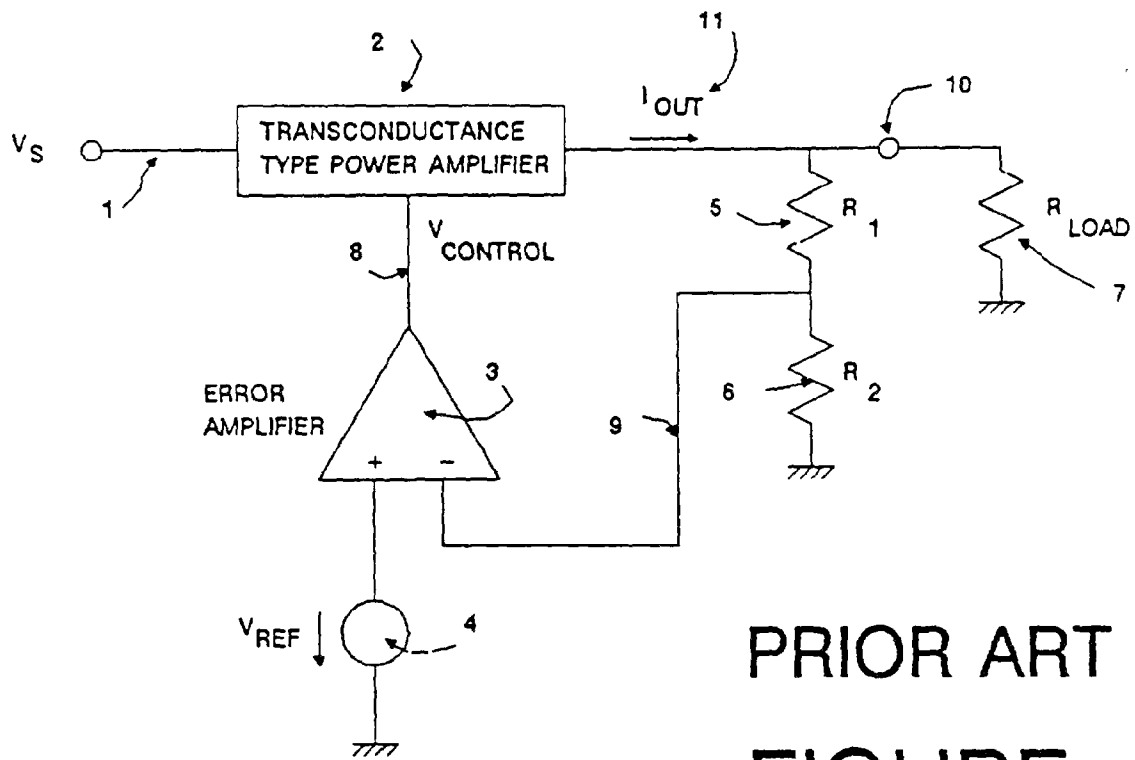 2
11
I OUT
10
V S
TRANSCONDUCTANCE
TYPE POWER AMPLIFIER
1
5
R 1
R LOAD
8
V CONTROL
7
3
ERROR
AMPLIFIER
6
R 2
9
+ −
V REF
4
PRIOR ART
FIGURE